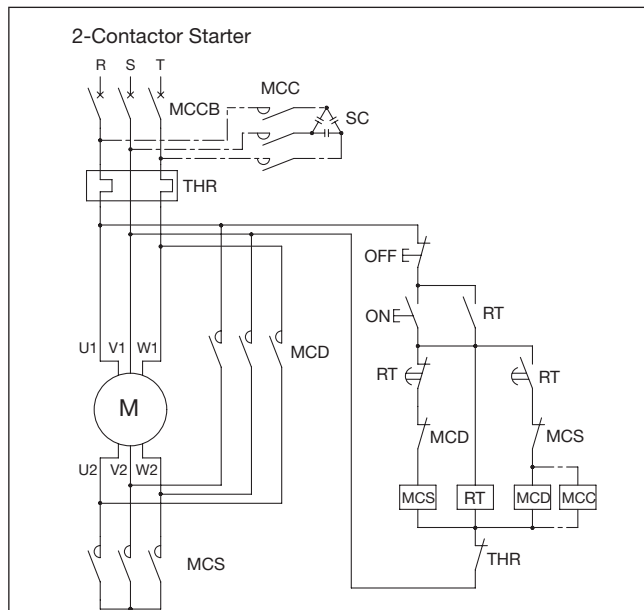 2-Contactor Starter
R S T
MCC
MCCB
SC
THR
OFF
ON
RT
MCD
RT
RT
U1 V1 W1
M
MCD
MCS
U2 V2 W2
MCS
RT
MCD
MCC
THR
MCS